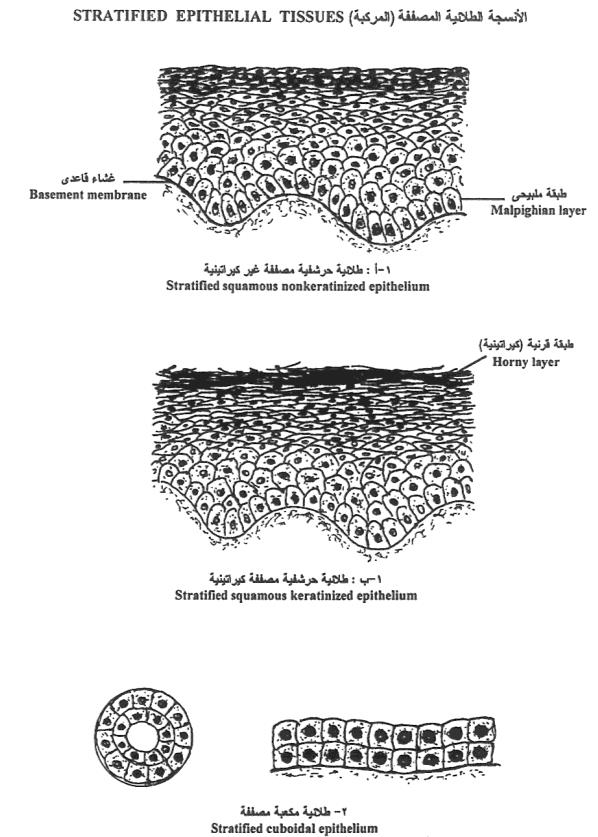 STRATIFIED EPITHELIAL TISSUES الأنسجة الطلائية المصففة (المركبة)
غشاء قاعدى
Basement membrane
طبقة ملبيحى
Malpighian layer
١-أ : طلائية حرشفية مصففة غير كيراتينية
Stratified squamous nonkeratinized epithelium
طبقة قرنية (كيراتينية)
Horny layer
١-ب : طلائية حرشفية مصففة كيراتينية
Stratified squamous keratinized epithelium
٢- طلائية مكعبة مصففة
Stratified cuboidal epithelium